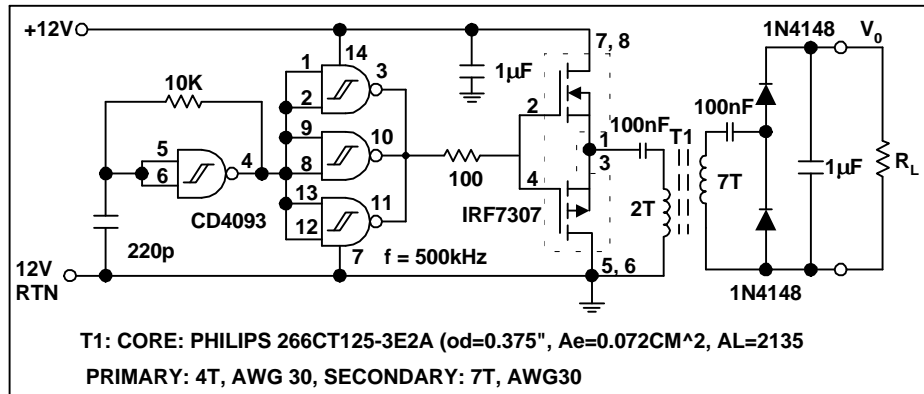 +12V
1N4148
V0
14
7, 8
1
3
1µF
10K
2
100nF
T1
100nF
9
10
2
1
5
8
4
3
1µF
RL
6
13
100
4
7T
11
2T
CD4093
12
IRF7307
220p
7
f = 500kHz
12V
RTN
5, 6
1N4148
T1: CORE: PHILIPS 266CT125-3E2A (od=0.375", Ae=0.072CM^2, AL=2135
PRIMARY: 4T, AWG 30, SECONDARY: 7T, AWG30